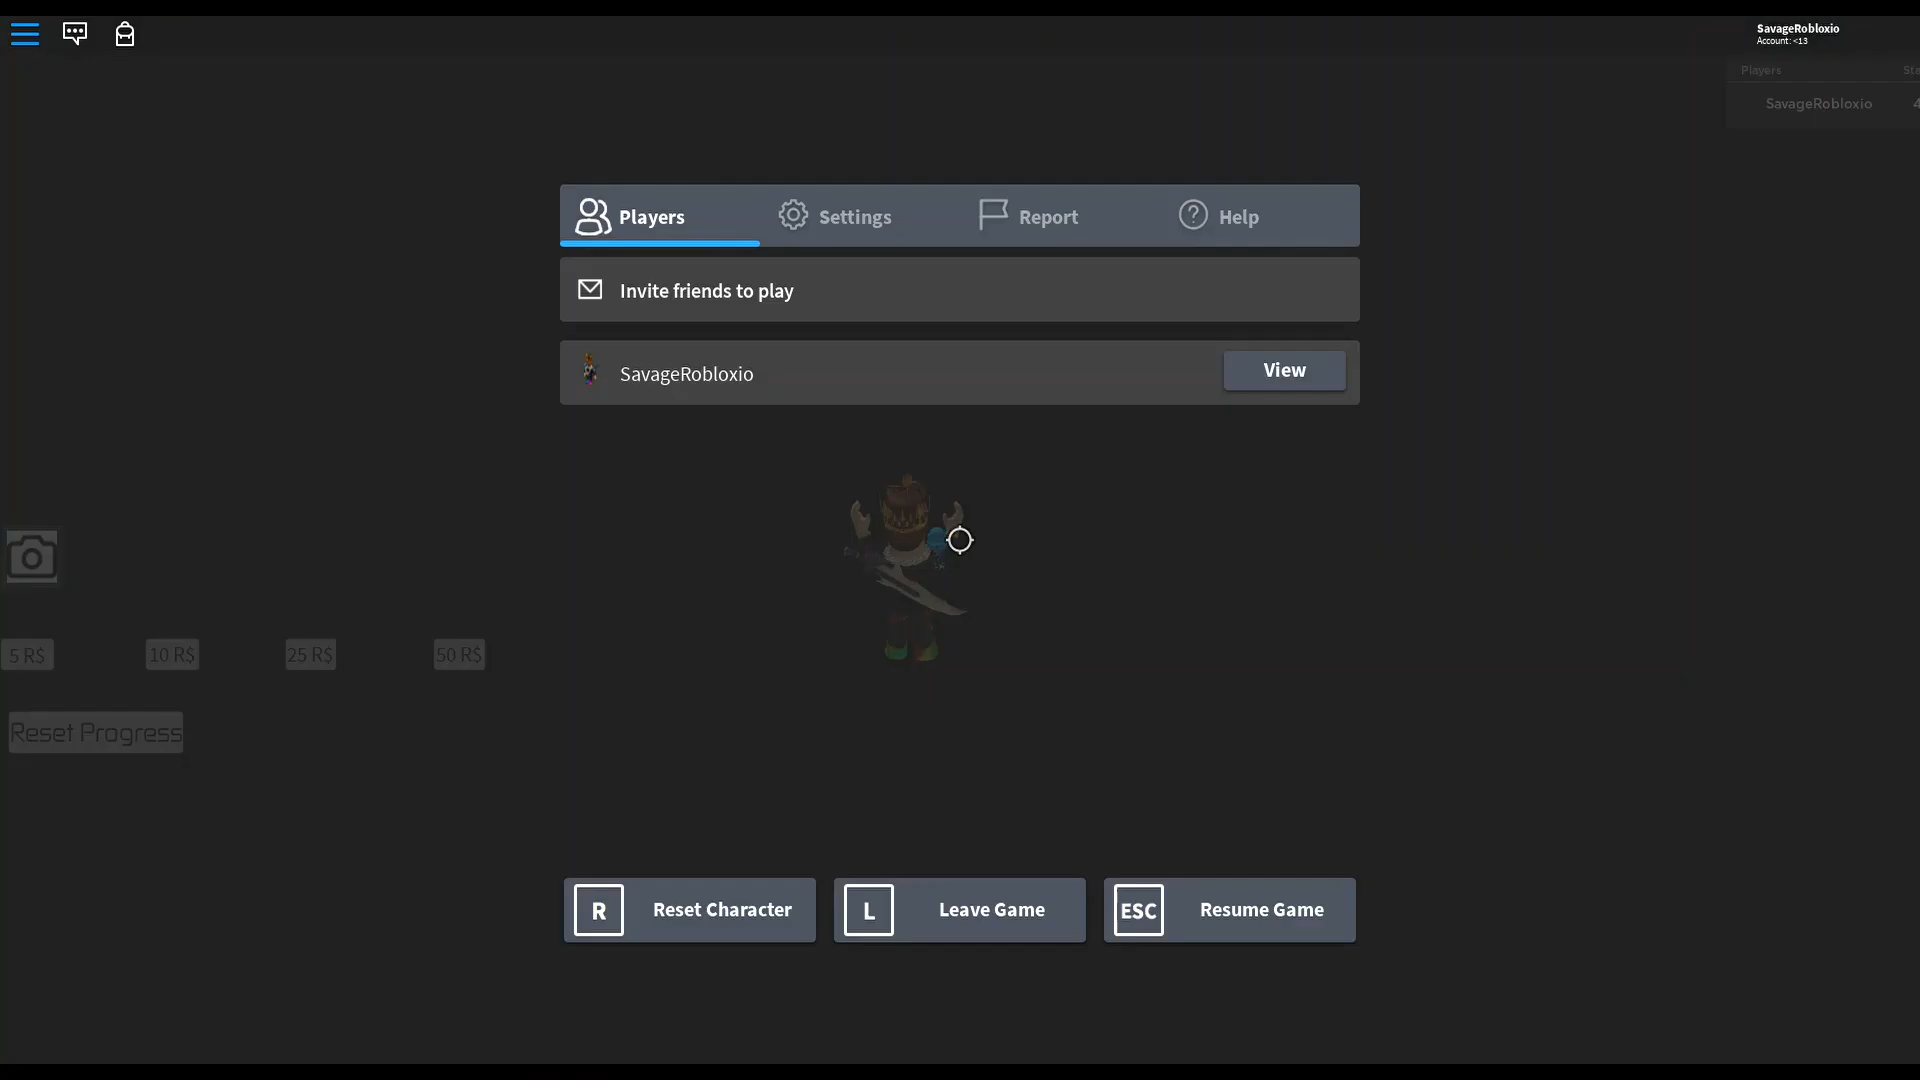 SavageRobloxio
Account: <13
Players
SavageRobloxio
4
Players
Settings
Report
Help
Invite friends to play
SavageRobloxio
View
5 R$
10 R$
25 R$
50 R$
Reset Progress
R
Reset Character
L
Leave Game
ESC
Resume Game